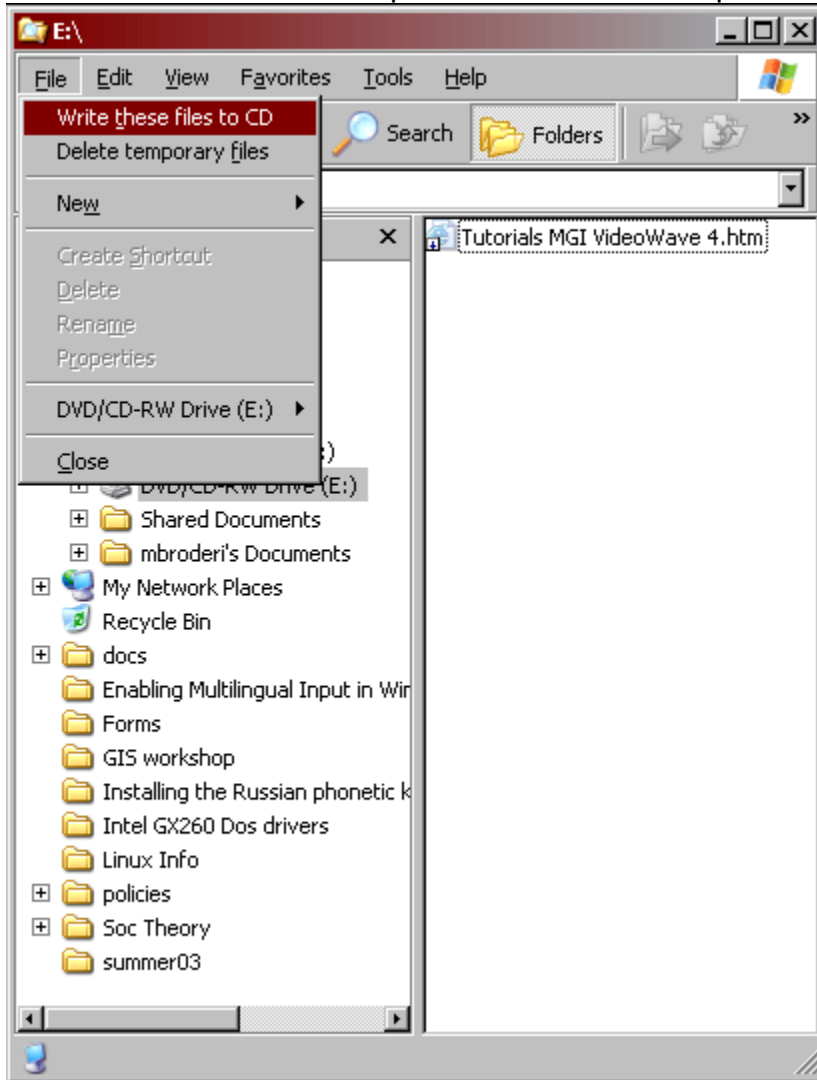 E:\
File Edit View Favorites Tools Help
Write these files to CD
Delete temporary files
Search Folders »
New
Create Shortcut
Delete
Rename
Properties
DVD/CD-RW Drive (E:)
Close
Tutorials MGI VideoWave 4.htm
:)
DVD/CD-RW Drive (E:)
Shared Documents
mbroderi's Documents
My Network Places
Recycle Bin
docs
Enabling Multilingual Input in Wir
Forms
GIS workshop
Installing the Russian phonetic k
Intel GX260 Dos drivers
Linux Info
policies
Soc Theory
summer03